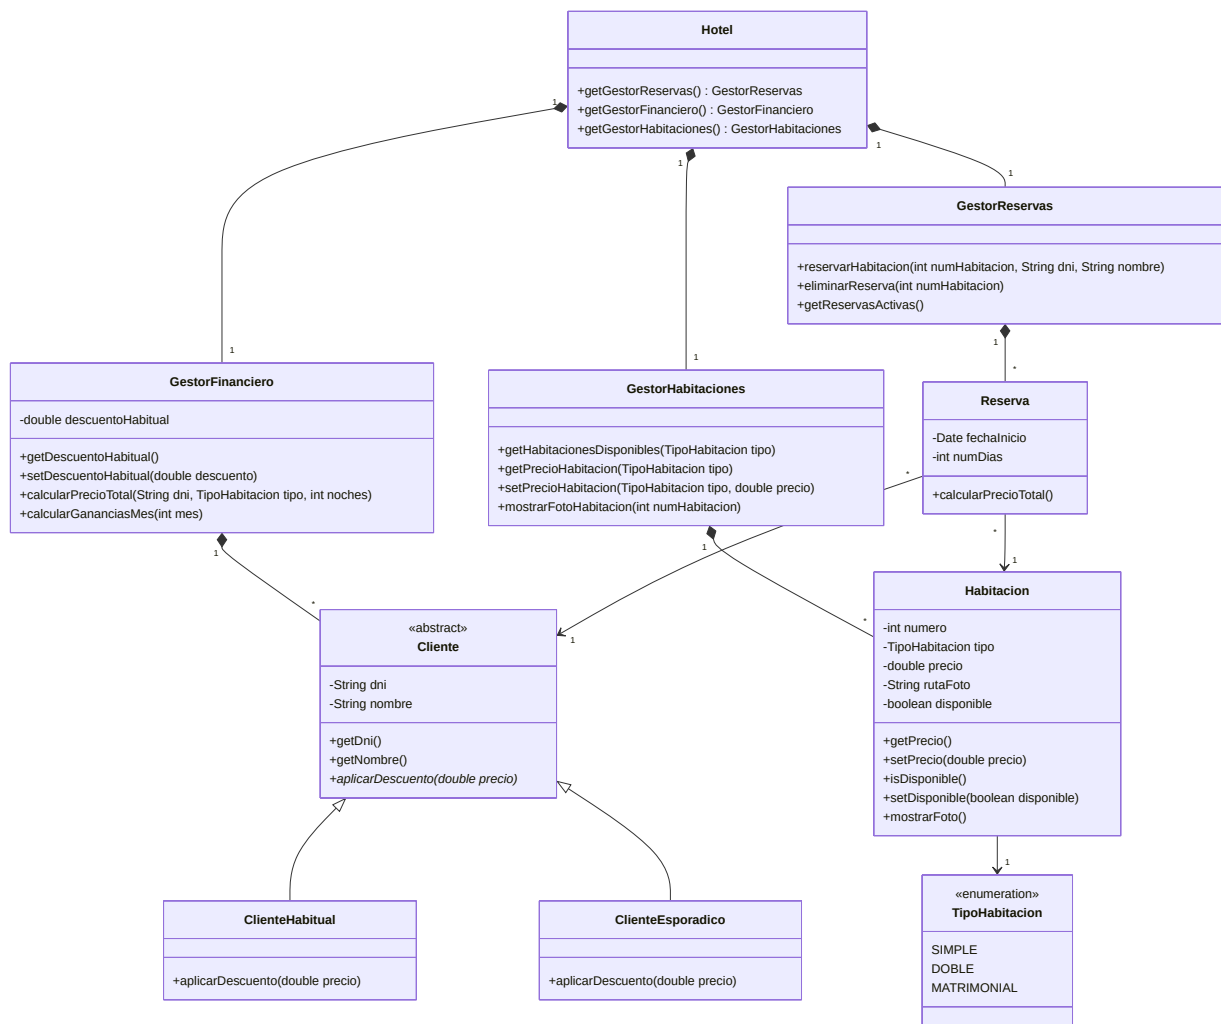 Hotel
+getGestorReservas() : GestorReservas
+getGestorFinanciero() : GestorFinanciero
+getGestorHabitaciones() : GestorHabitaciones
1
1
1
1
GestorReservas
+reservarHabitacion(int numHabitacion, String dni, String nombre)
+eliminarReserva(int numHabitacion)
+getReservasActivas()
1
*
1
1
GestorFinanciero
-double descuentoHabitual
+getDescuentoHabitual()
+setDescuentoHabitual(double descuento)
+calcularPrecioTotal(String dni, TipoHabitacion tipo, int noches)
+calcularGananciasMes(int mes)
1
*
GestorHabitaciones
+getHabitacionesDisponibles(TipoHabitacion tipo)
+getPrecioHabitacion(TipoHabitacion tipo)
+setPrecioHabitacion(TipoHabitacion tipo, double precio)
+mostrarFotoHabitacion(int numHabitacion)
1
*
Reserva
-Date fechaInicio
-int numDias
+calcularPrecioTotal()
*
1
*
1
«abstract»
Cliente
-String dni
-String nombre
+getDni()
+getNombre()
+aplicarDescuento(double precio)
Habitacion
-int numero
-TipoHabitacion tipo
-double precio
-String rutaFoto
-boolean disponible
+getPrecio()
+setPrecio(double precio)
+isDisponible()
+setDisponible(boolean disponible)
+mostrarFoto()
1
ClienteHabitual
+aplicarDescuento(double precio)
ClienteEsporadico
+aplicarDescuento(double precio)
«enumeration»
TipoHabitacion
SIMPLE
DOBLE
MATRIMONIAL